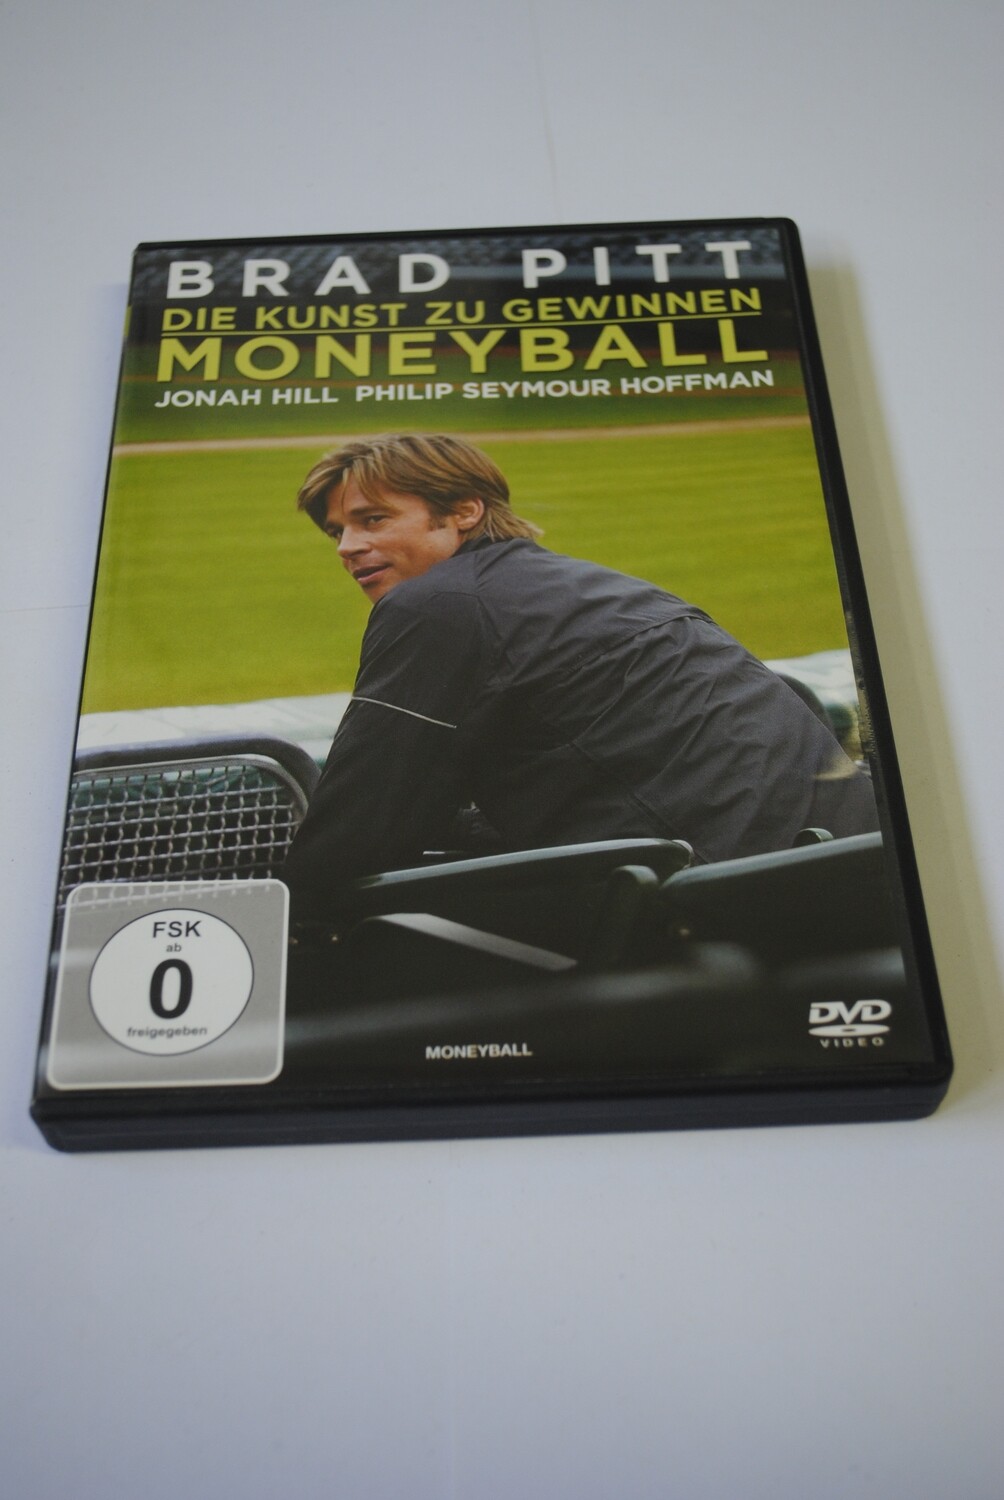 BRAD PITT
DIE KUNST ZU GEWINNEN
MONEYBALL
JONAH HILL PHILIP SEYMOUR HOFFMAN
FSK
ab
0
freigegeben
MONEYBALL
DVD
VIDEO